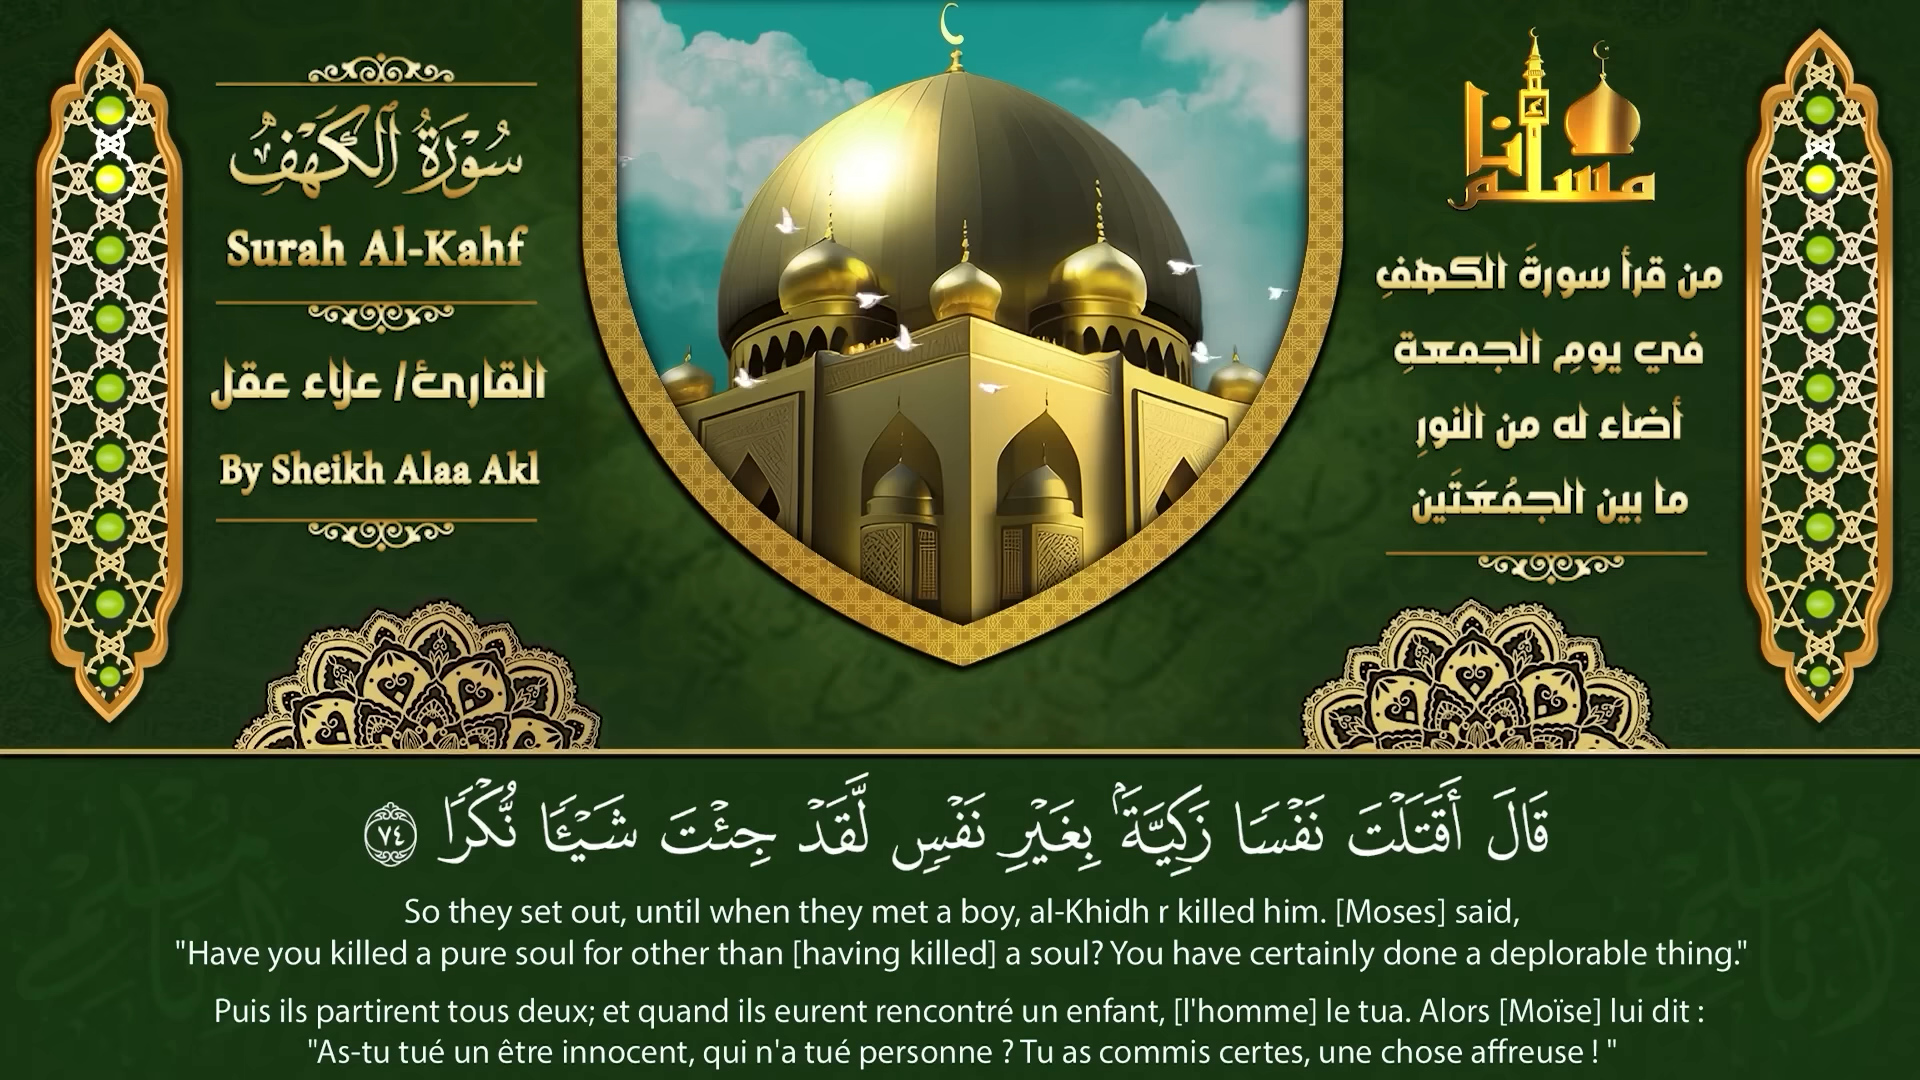 سُورَةُ الكَهْفِ
Surah Al-Kahf
القارئ / علاء عقل
By Sheikh Alaa Akl
أنا مسلم
من قرأ سورةَ الكهفِ
في يومِ الجمعةِ
أضاء له من النورِ
ما بين الجمُعَتَين
قَالَ أَقَتَلْتَ نَفْسًا زَكِيَّةَۢ بِغَيْرِ نَفْسٍ لَّقَدْ جِئْتَ شَيْـًٔا نُّكْرًا ٧٤
So they set out, until when they met a boy, al-Khidh r killed him. [Moses] said,
"Have you killed a pure soul for other than [having killed] a soul? You have certainly done a deplorable thing."
Puis ils partirent tous deux; et quand ils eurent rencontré un enfant, [l'homme] le tua. Alors [Moïse] lui dit :
"As-tu tué un être innocent, qui n'a tué personne ? Tu as commis certes, une chose affreuse ! "